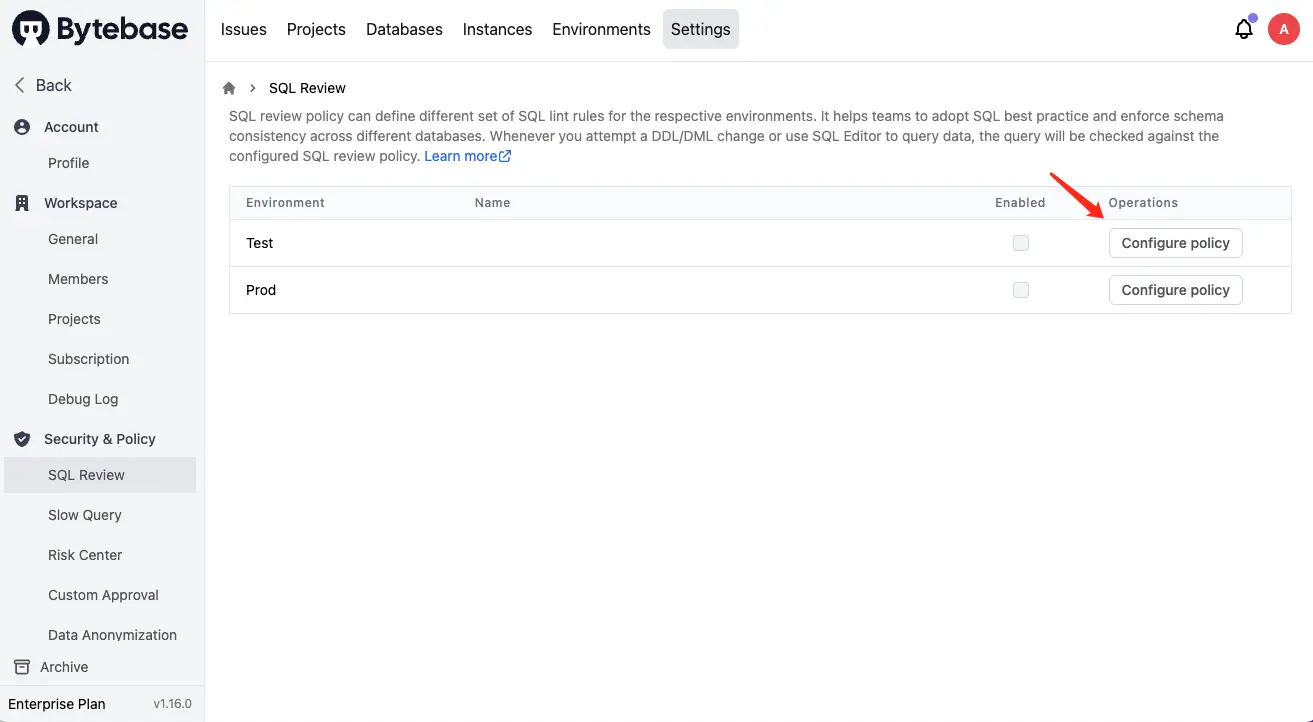 Bytebase
Issues Projects Databases Instances Environments Settings
A
Back
Account
Profile
Workspace
General
Members
Projects
Subscription
Debug Log
Security & Policy
SQL Review
Slow Query
Risk Center
Custom Approval
Data Anonymization
Archive
Enterprise Plan v1.16.0
SQL Review
SQL review policy can define different set of SQL lint rules for the respective environments. It helps teams to adopt SQL best practice and enforce schema
consistency across different databases. Whenever you attempt a DDL/DML change or use SQL Editor to query data, the query will be checked against the
configured SQL review policy. Learn more
Environment Name Enabled Operations
Test Configure policy
Prod Configure policy